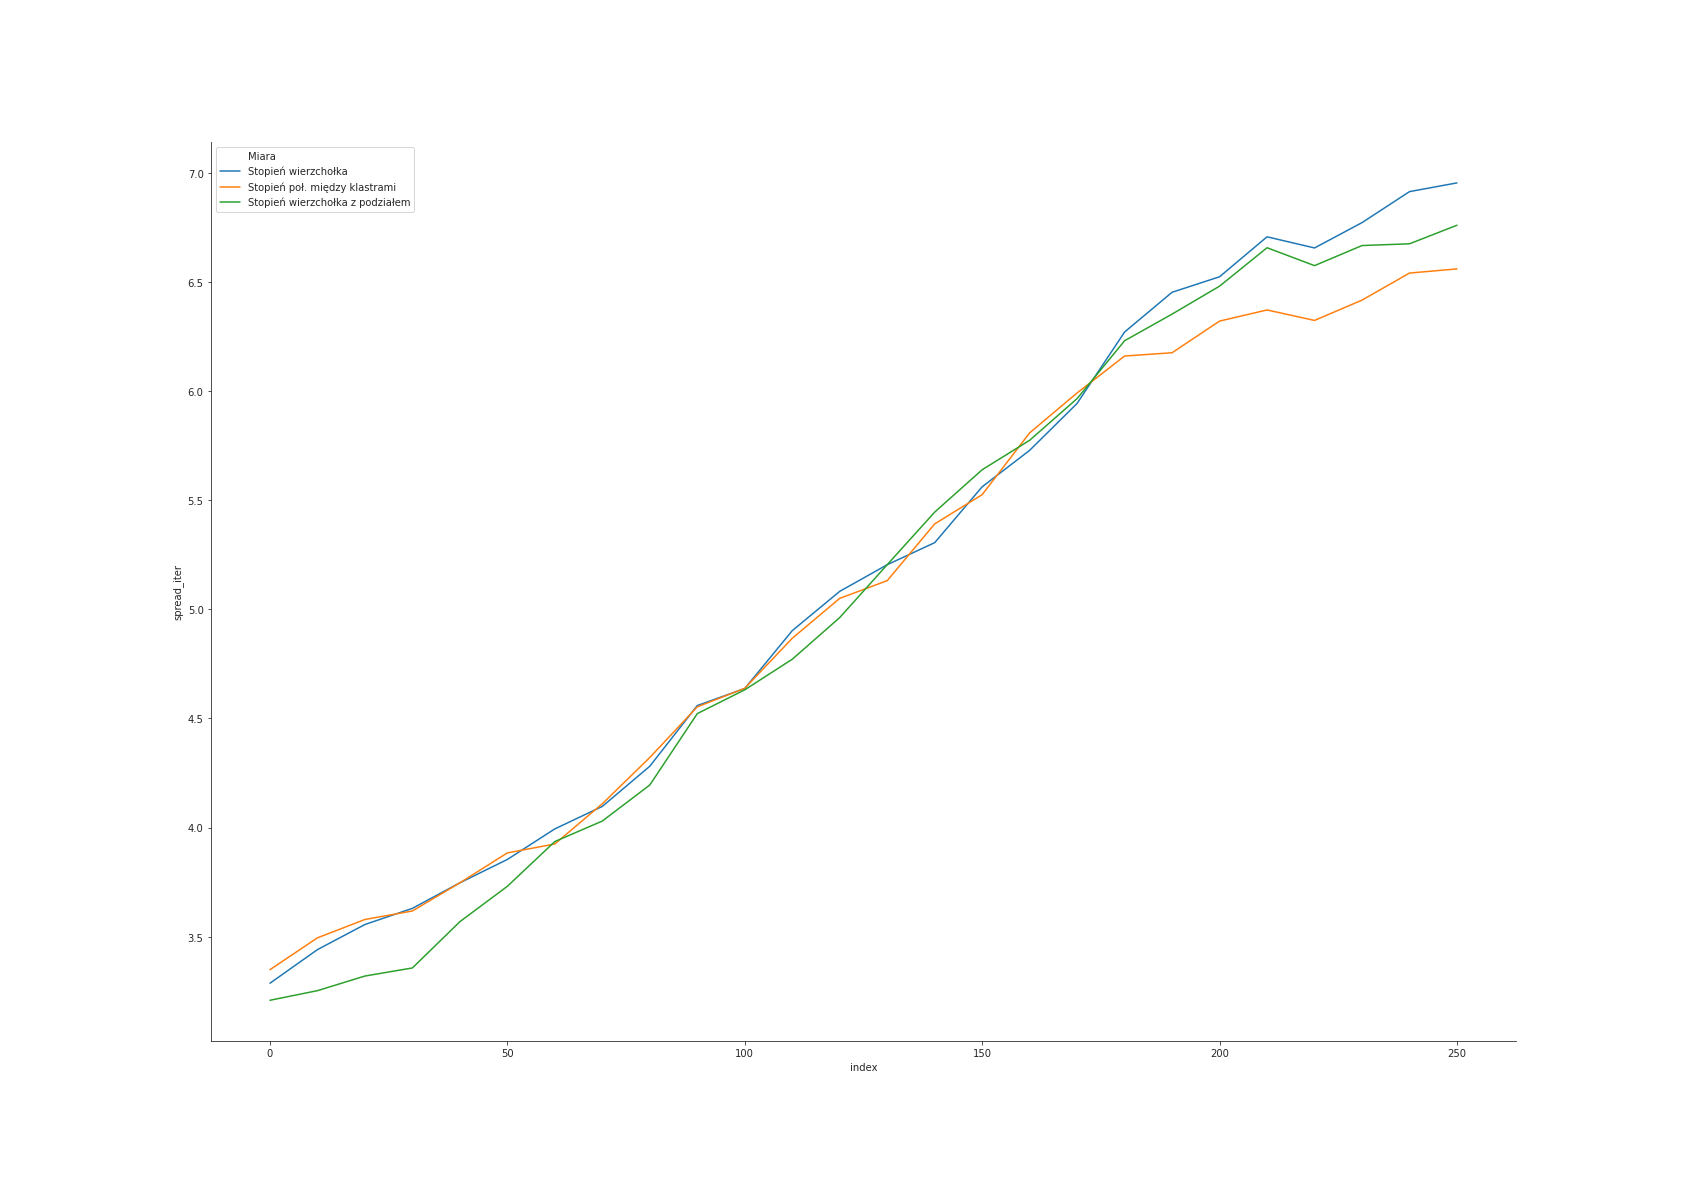 Miara
Stopień wierzchołka
Stopień poł. między klastrami
Stopień wierzchołka z podziałem
7.0
6.5
6.0
5.5
5.0
4.5
4.0
3.5
spread_iter
0
50
100
150
200
250
index